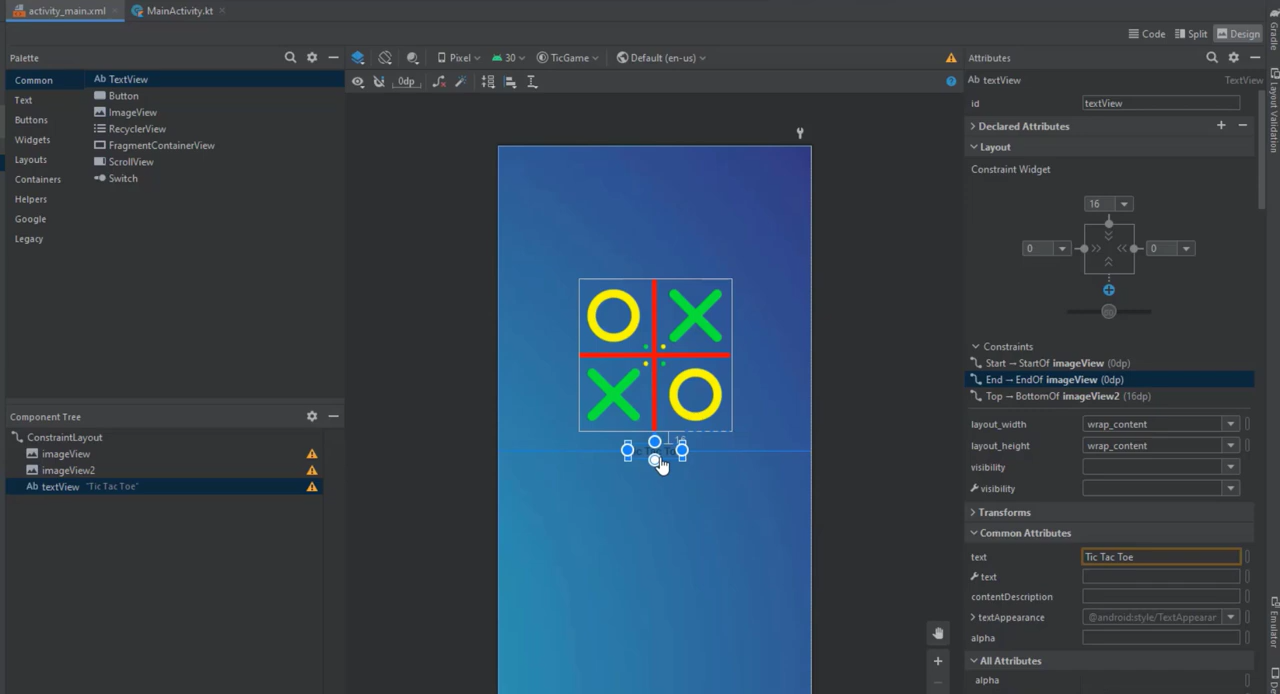 activity_main.xml
MainActivity.kt
Code
Split
Design
Gradle
Palette
Pixel
30
TicGame
Default (en-us)
Attributes
Common
Ab TextView
0dp
Ab textView
TextView
Text
Button
id
textView
Layout Validation
Buttons
ImageView
Declared Attributes
Widgets
RecyclerView
Layout
Layouts
FragmentContainerView
Constraint Widget
Containers
ScrollView
Helpers
Switch
16
Google
Legacy
0
0
Constraints
Start → StartOf imageView (0dp)
End → EndOf imageView (0dp)
Top → BottomOf imageView2 (16dp)
Component Tree
ConstraintLayout
imageView
imageView2
Ab textView "Tic Tac Toe"
16
layout_width
wrap_content
layout_height
wrap_content
visibility
visibility
Transforms
Common Attributes
text
Tic Tac Toe
text
contentDescription
textAppearance
@android:style/TextAppearar
alpha
All Attributes
alpha
Emulator